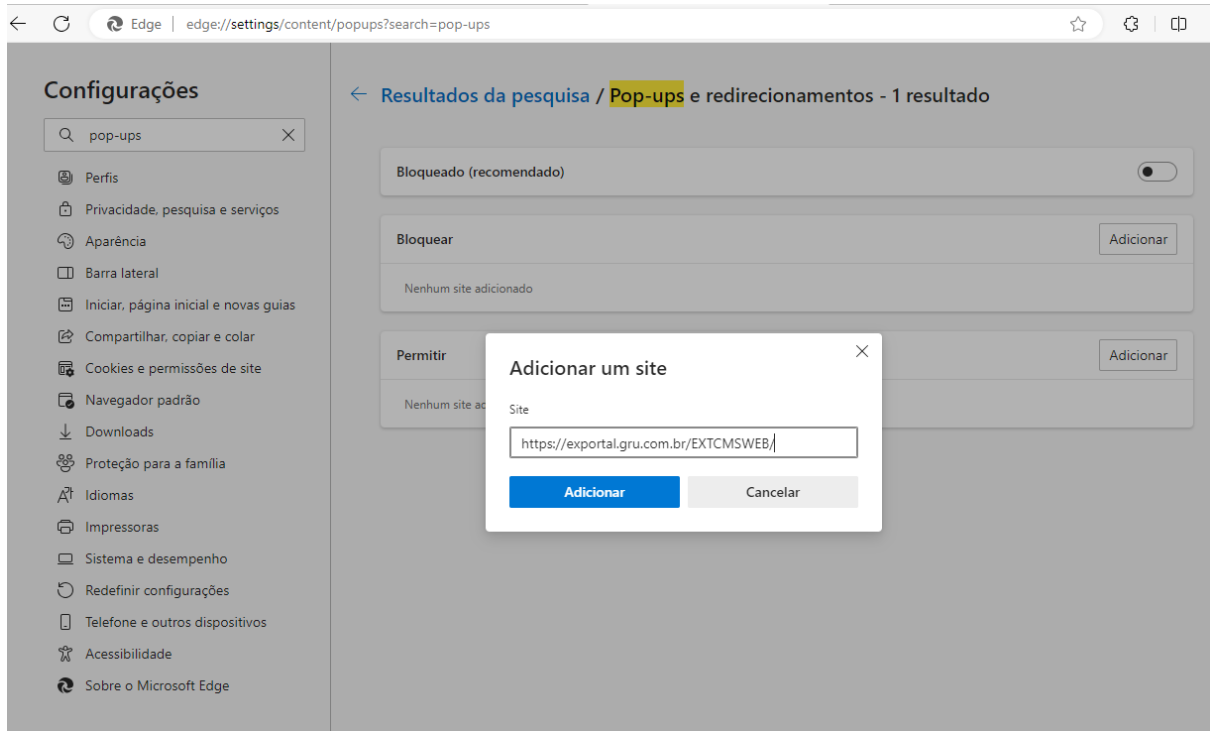 Edge | edge://settings/content/popups?search=pop-ups
Configurações
pop-ups
Perfis
Privacidade, pesquisa e serviços
Aparência
Barra lateral
Iniciar, página inicial e novas guias
Compartilhar, copiar e colar
Cookies e permissões de site
Navegador padrão
Downloads
Proteção para a família
Idiomas
Impressoras
Sistema e desempenho
Redefinir configurações
Telefone e outros dispositivos
Acessibilidade
Sobre o Microsoft Edge
Resultados da pesquisa / Pop-ups e redirecionamentos - 1 resultado
Bloqueado (recomendado)
Bloquear
Adicionar
Nenhum site adicionado
Permitir
Adicionar
Nenhum site ad
Adicionar um site
Site
https://exportal.gru.com.br/EXTCMSWEB/
Adicionar
Cancelar